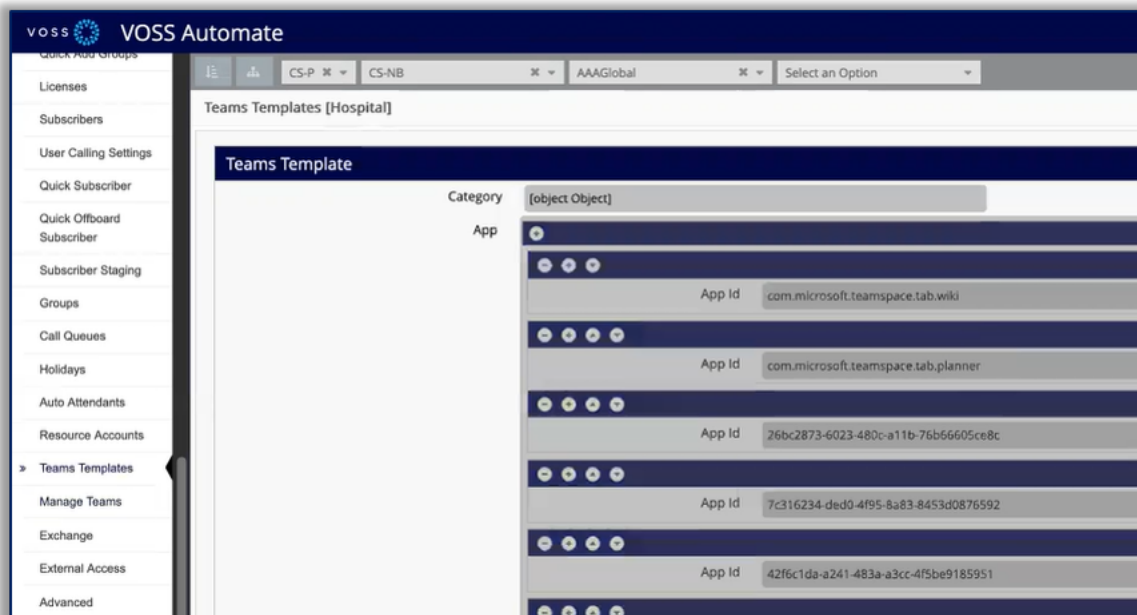 voss VOSS Automate
Quick Add Groups
Licenses
Subscribers
User Calling Settings
Quick Subscriber
Quick Offboard
Subscriber
Subscriber Staging
Groups
Call Queues
Holidays
Auto Attendants
Resource Accounts
» Teams Templates
Manage Teams
Exchange
External Access
Advanced
CS-P CS-NB AAAGlobal Select an Option
Teams Templates [Hospital]
Teams Template
Category [object Object]
App
App Id com.microsoft.teamspace.tab.wiki
App Id com.microsoft.teamspace.tab.planner
App Id 26bc2873-6023-480c-a11b-76b66605ce8c
App Id 7c316234-ded0-4f95-8a83-8453d0876592
App Id 42f6c1da-a241-483a-a3cc-4f5be9185951